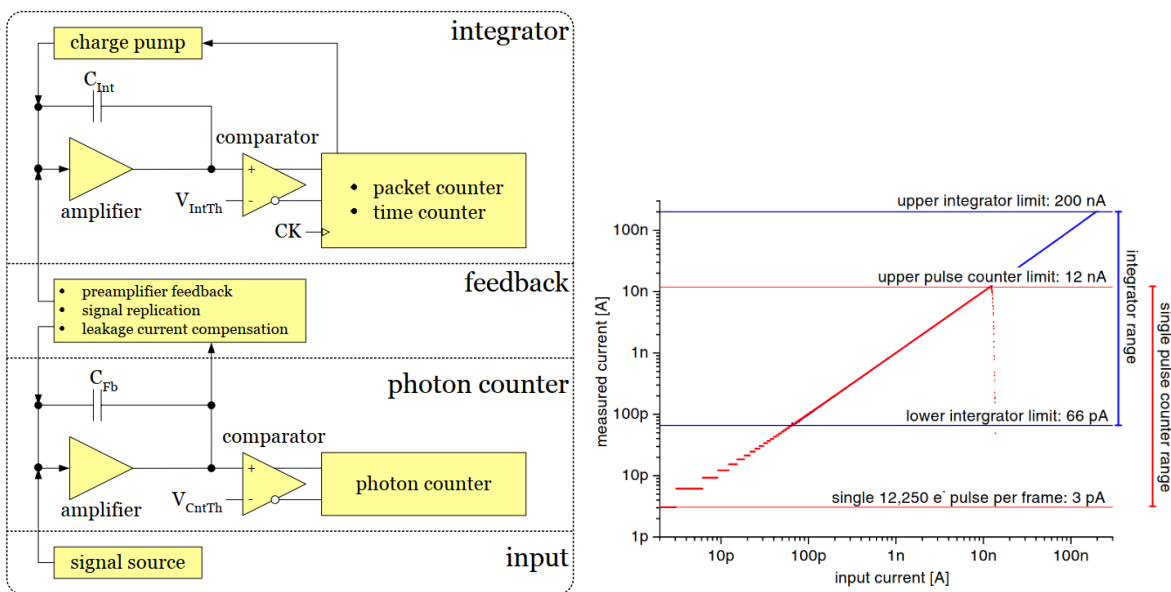 integrator
charge pump
C_Int
comparator
+
-
amplifier
V_IntTh
CK
• packet counter
• time counter
feedback
• preamplifier feedback
• signal replication
• leakage current compensation
photon counter
C_Fb
comparator
+
-
amplifier
V_CntTh
photon counter
input
signal source
upper integrator limit: 200 nA
upper pulse counter limit: 12 nA
lower intergrator limit: 66 pA
single 12,250 e⁻ pulse per frame: 3 pA
measured current [A]
100n
10n
1n
100p
10p
1p
10p
100p
1n
10n
100n
input current [A]
integrator range
single pulse counter range